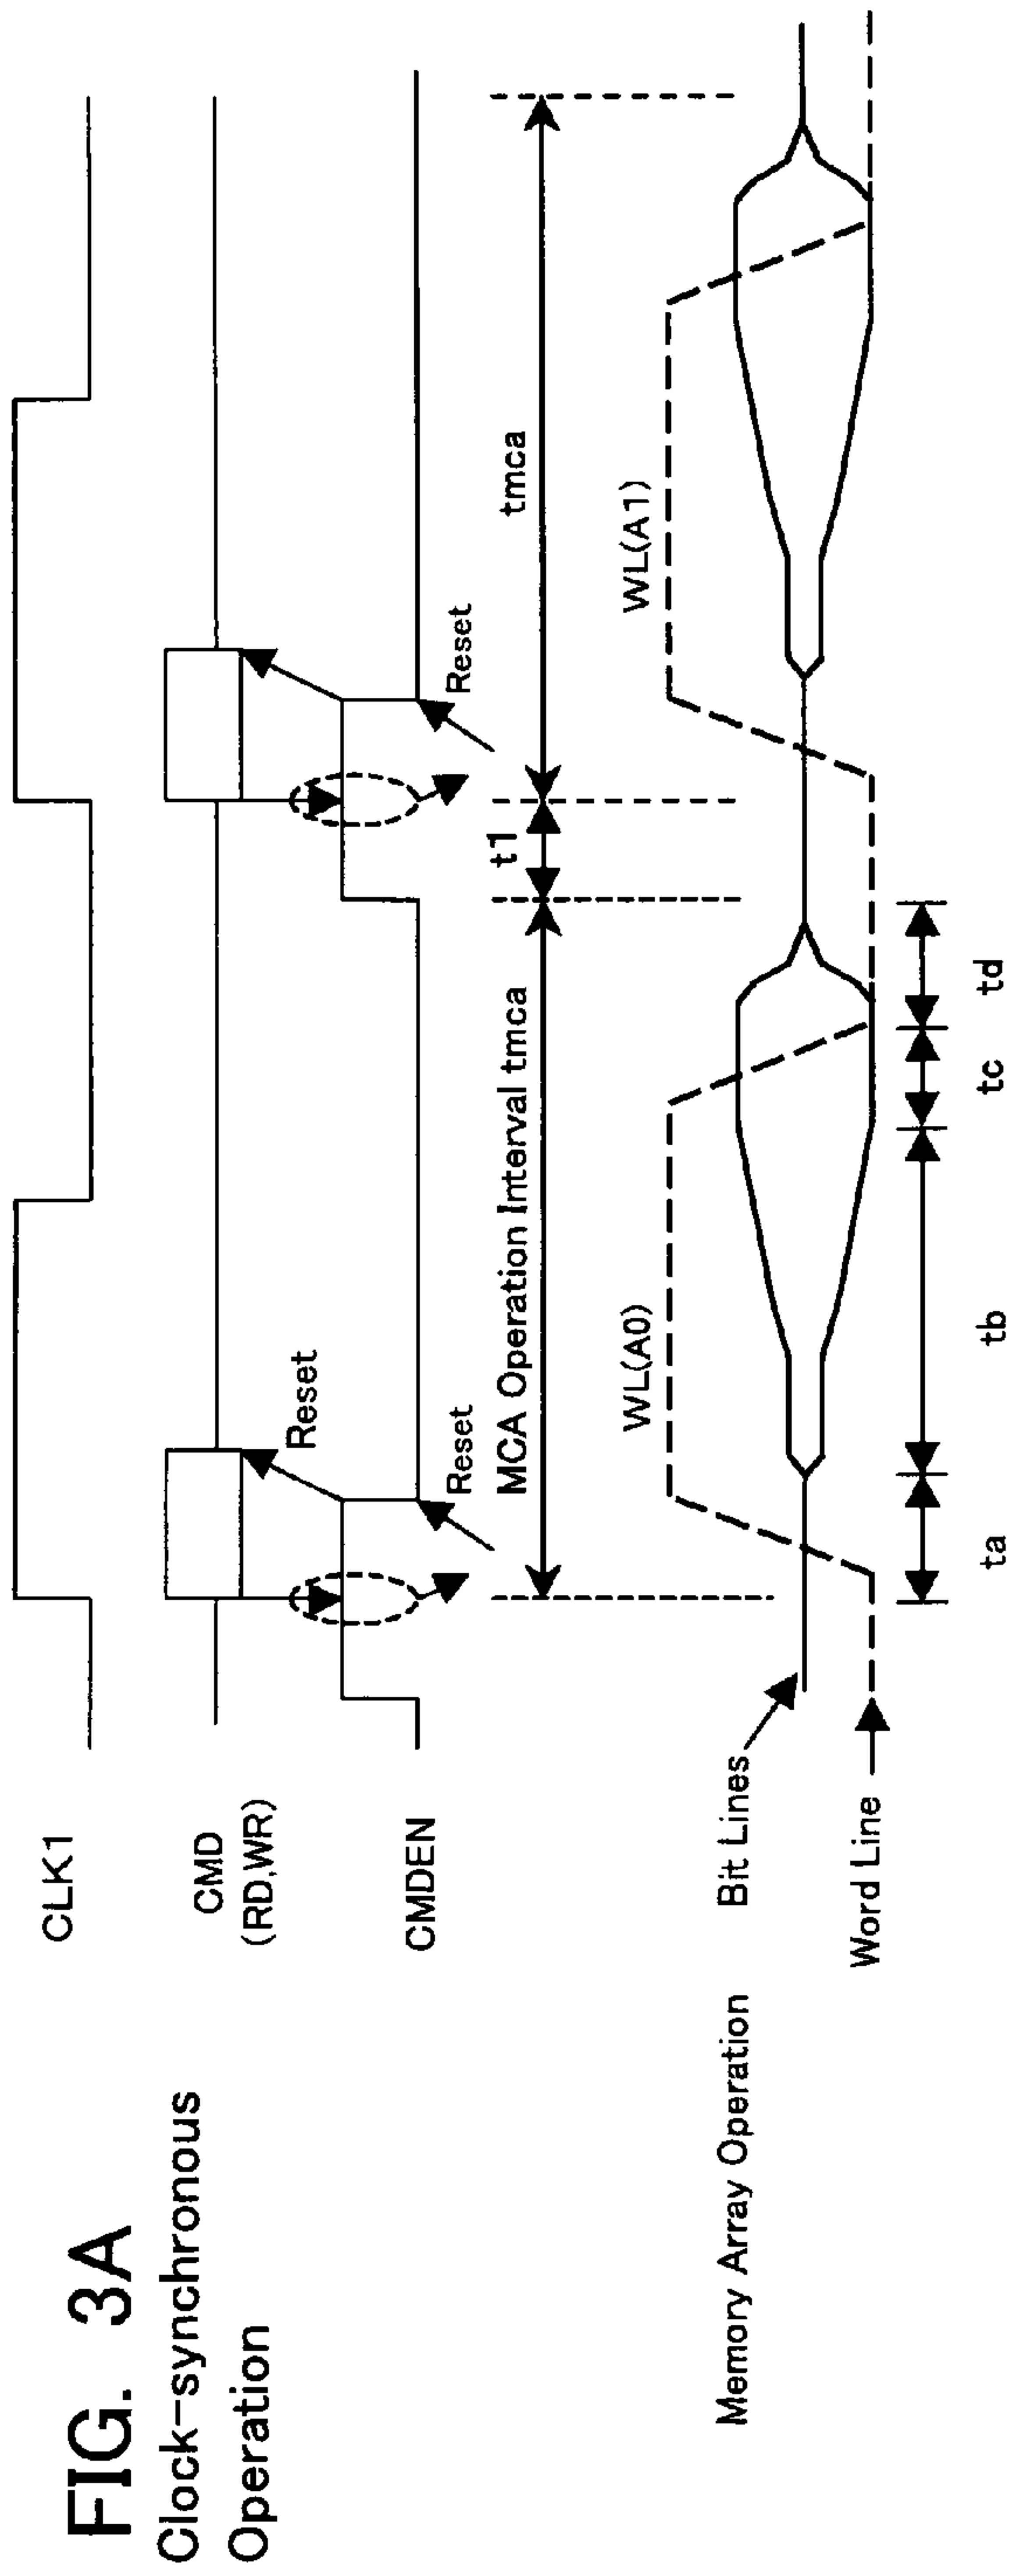 FIG. 3A
Clock-synchronous
Operation
CLK1
CMD
(RD,WR)
Reset
CMDEN
Reset
Reset
MCA Operation Interval tmca
t1
tmca
WL(A0)
WL(A1)
Memory Array Operation
Bit Lines
Word Line
ta
tb
tc
td